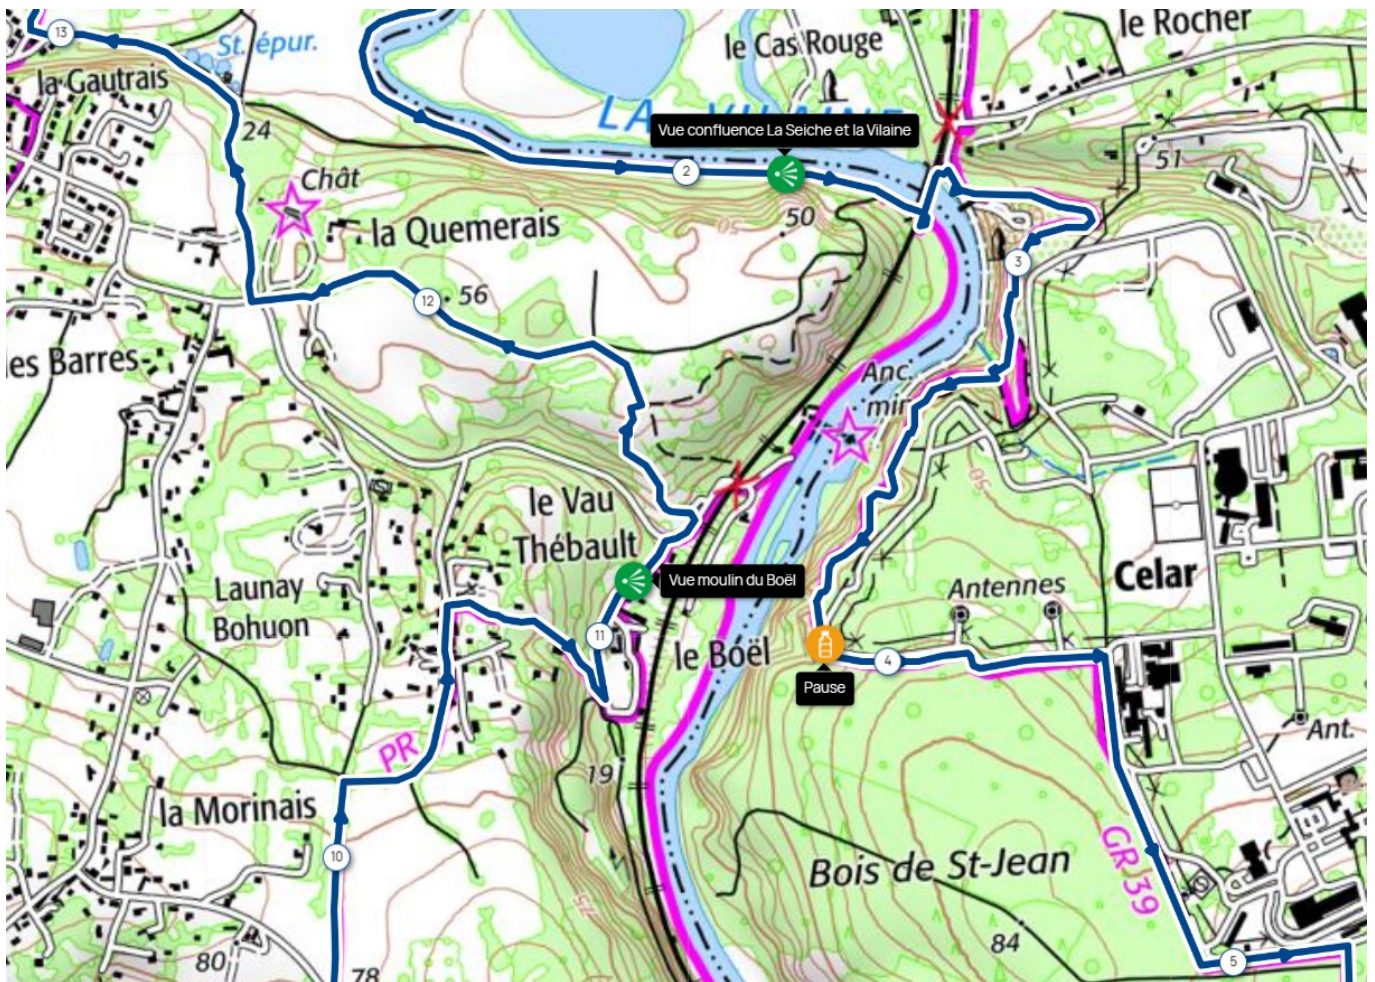 13
St. épur.
le Cas Rouge
le Rocher
la Gautrais
LA VILAINE
24
Vue confluence La Seiche et la Vilaine
51
2
Chât
50
50
la Quemerais
3
12
56
es Barres
Anc.
min
50
le Vau
Thébault
Vue moulin du Boël
Launay
Bohuon
Antennes
Celar
11
le Boël
4
Pause
PR
Ant.
19
la Morinais
GR 39
10
Bois de St-Jean
75
84
80
78
5